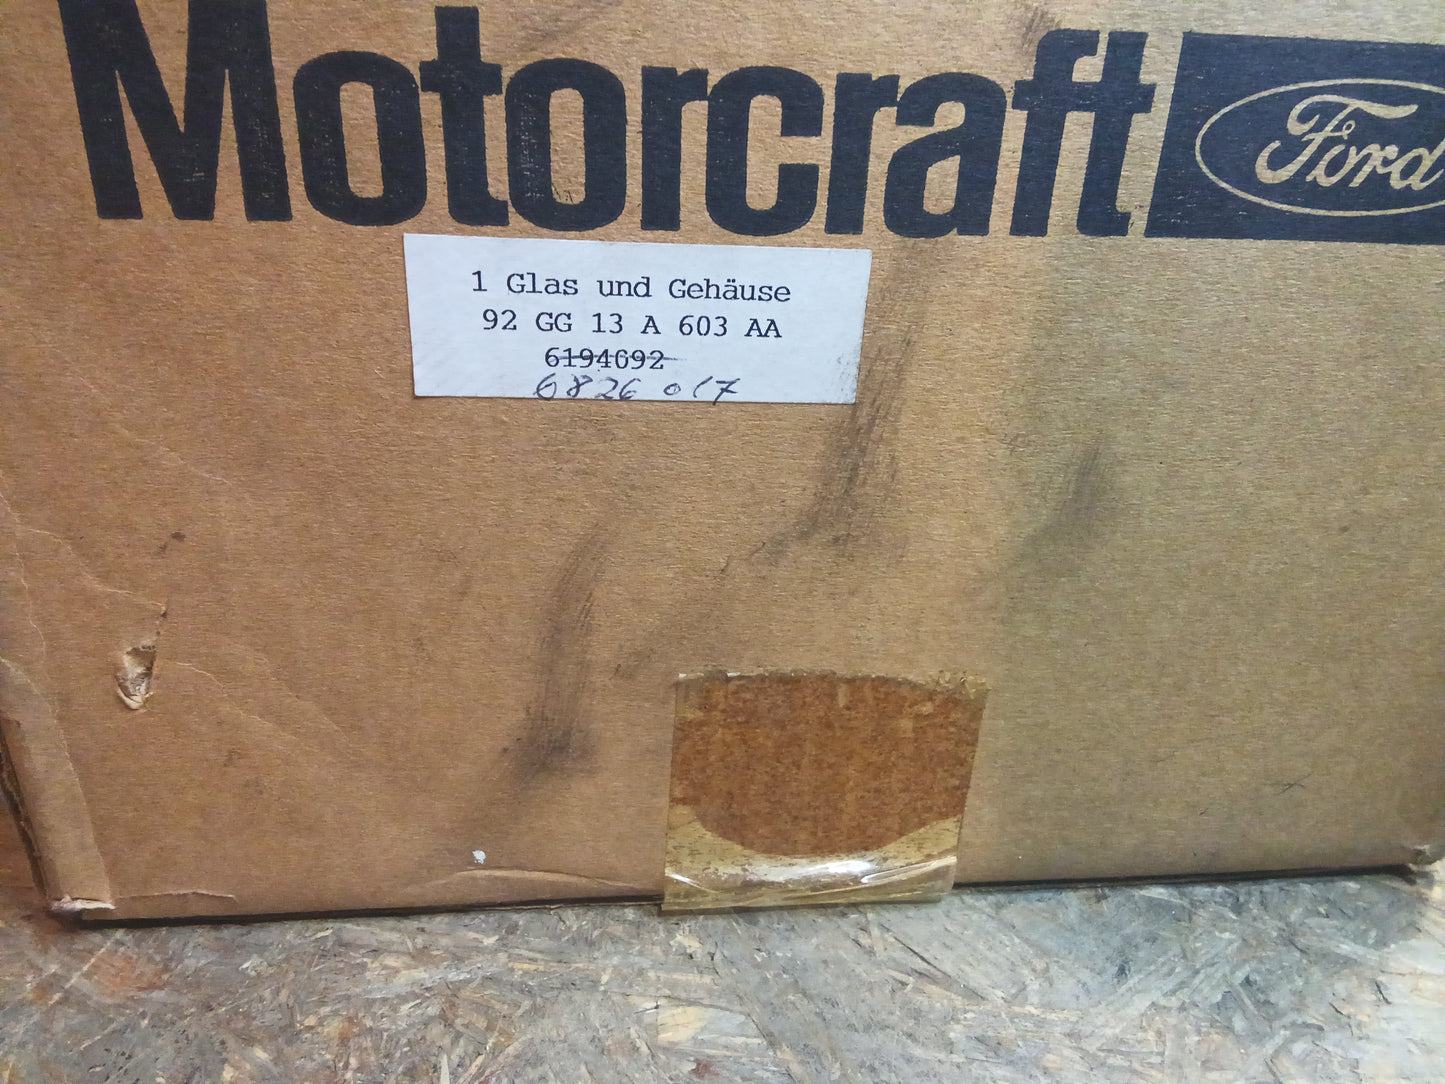 Motorcraft Ford
1 Glas und Gehäuse
92 GG 13 A 603 AA
6194692
6826 017